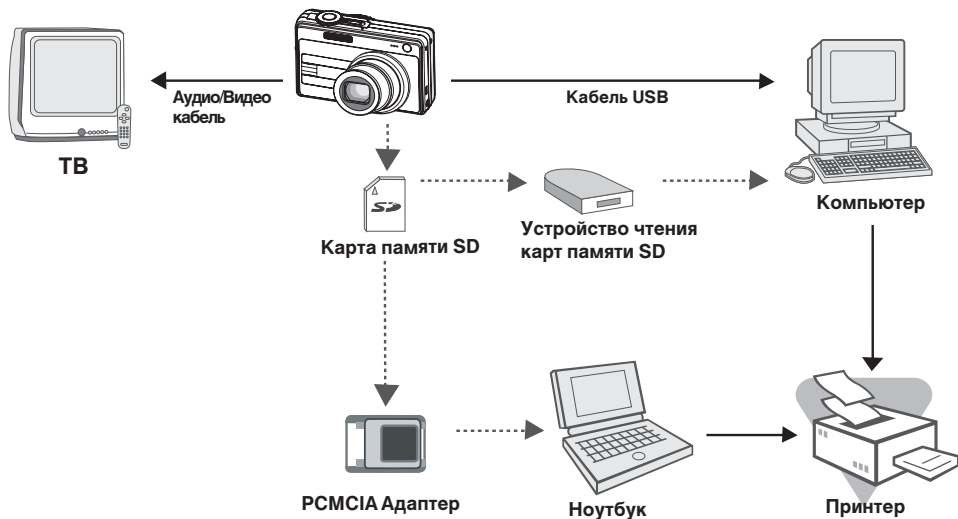 Аудио/Видео
кабель
Кабель USB
ТВ
SD
Карта памяти SD
Устройство чтения
карт памяти SD
Компьютер
PCMCIA Адаптер
Ноутбук
Принтер